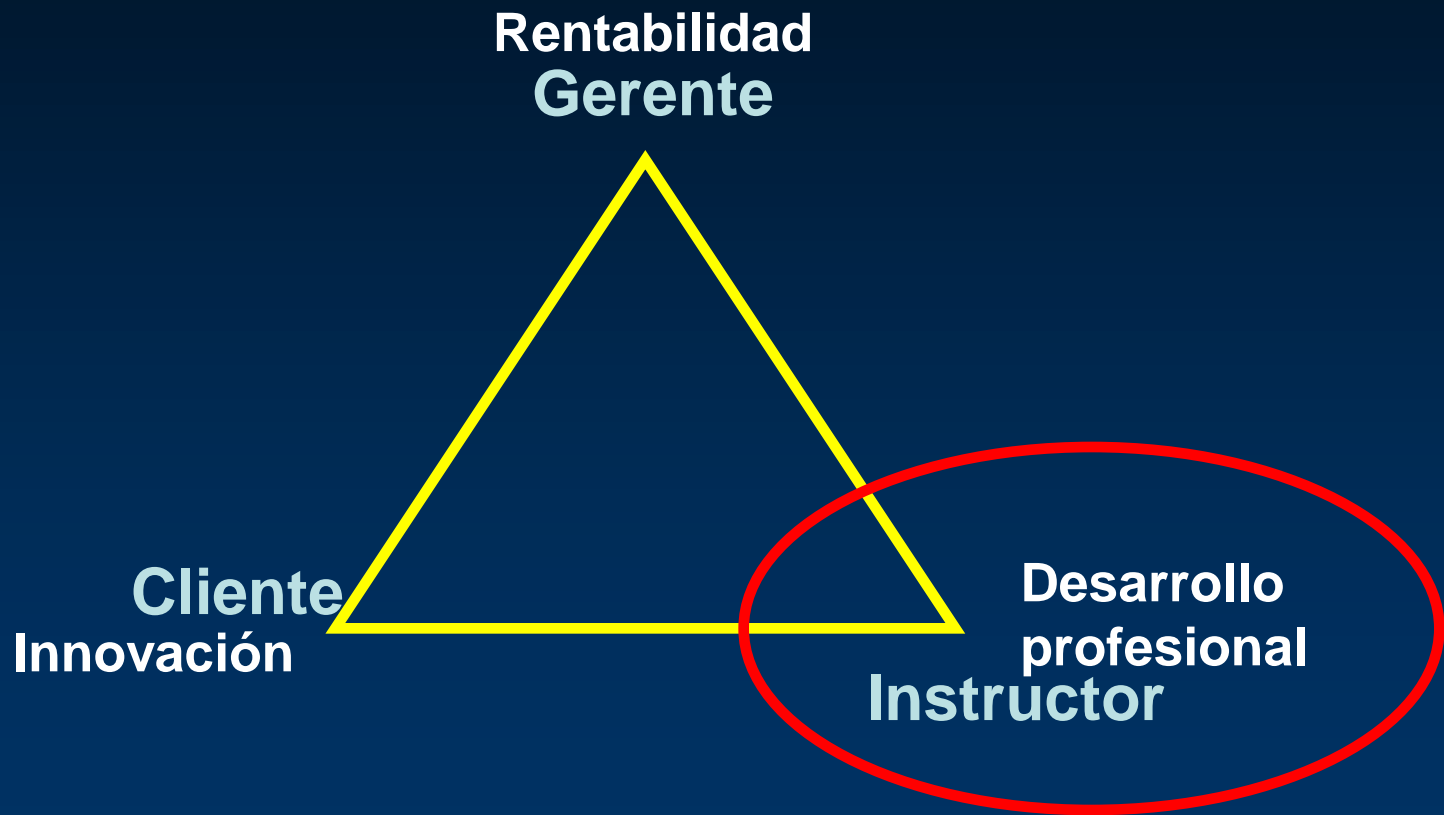 Rentabilidad
Gerente
Cliente
Innovación
Desarrollo
profesional
Instructor